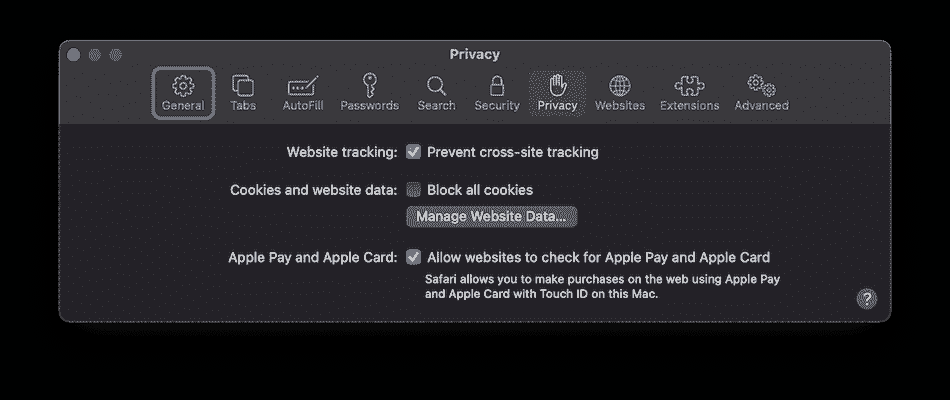 Privacy
General Tabs AutoFill Passwords Search Security Privacy Websites Extensions Advanced
Website tracking: Prevent cross-site tracking
Cookies and website data: Block all cookies
Manage Website Data...
Apple Pay and Apple Card: Allow websites to check for Apple Pay and Apple Card
Safari allows you to make purchases on the web using Apple Pay
and Apple Card with Touch ID on this Mac.
?